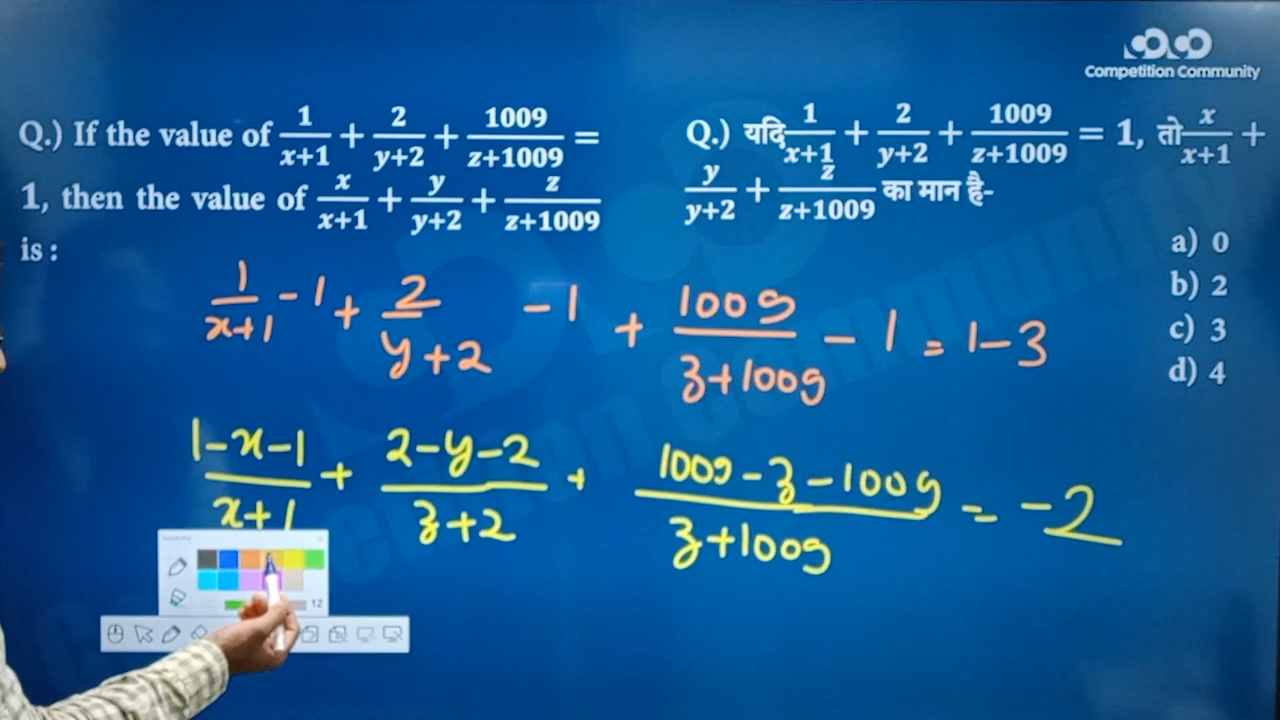 Competition Community
Q.) If the value of 1/x+1 + 2/y+2 + 1009/z+1009 =
1, then the value of x/x+1 + y/y+2 + z/z+1009
is :
Q.) यदि 1/x+1 + 2/y+2 + 1009/z+1009 = 1, तो x/x+1 +
y/y+2 + z/z+1009 का मान है-
a) 0
b) 2
c) 3
d) 4
1/x+1 - 1 + 2/y+2 - 1 + 1009/z+1009 - 1 = 1-3
1-x-1/x+1 + 2-y-2/z+2 + 1009-z-1009/z+1009 = -2
12